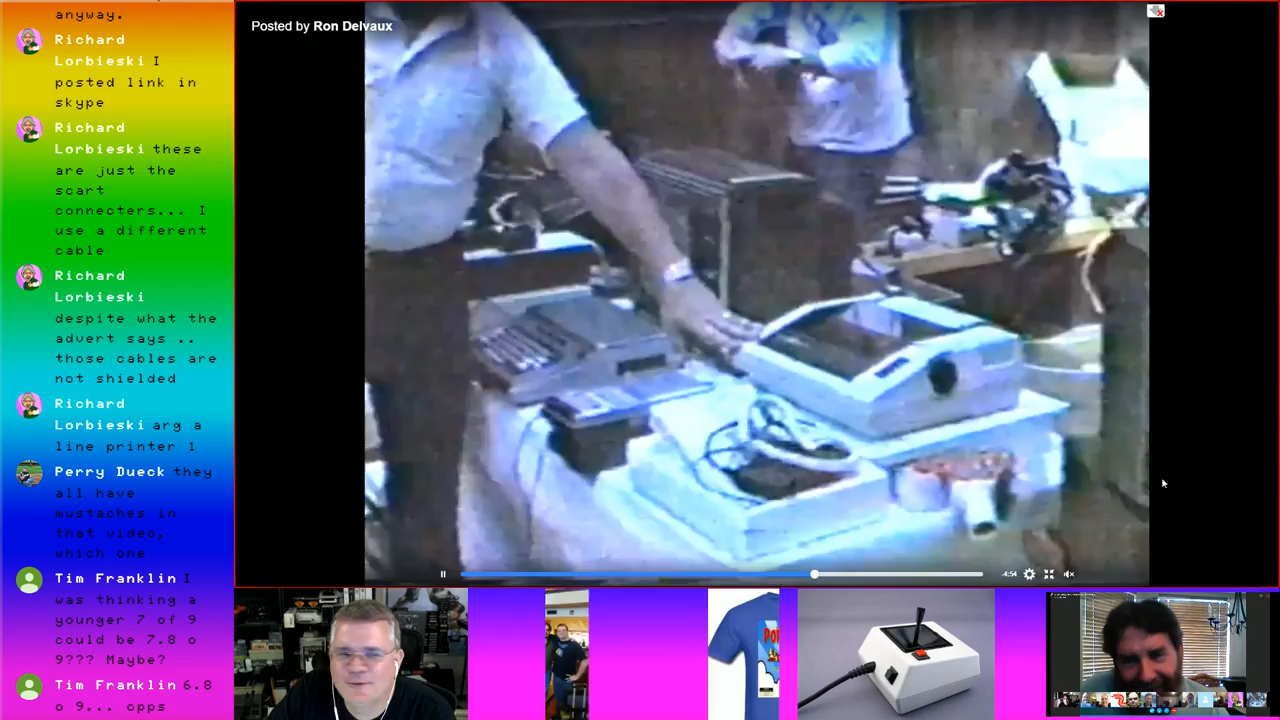 anyway.
Richard
Lorbieski I
posted link in
skype
Richard
Lorbieski these
are just the
scart
connecters... I
use a different
cable
Richard
Lorbieski
despite what the
advert says ..
those cables are
not shielded
Richard
Lorbieski arg a
line printer 1
Perry Dueck they
all have
mustaches in
that video,
which one
Tim Franklin I
was thinking a
younger 7 of 9
could be 7.8 o
9??? Maybe?
Tim Franklin 6.8
o 9... opps
Posted by Ron Delvaux
-4:54